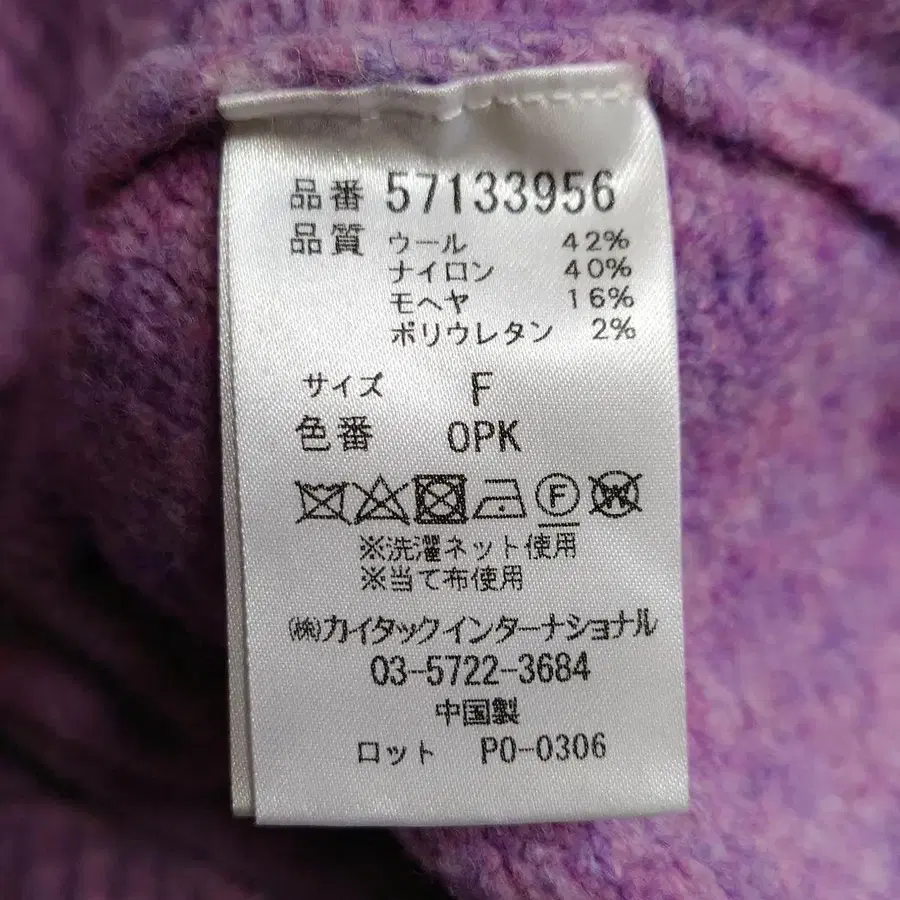 品番 57133956
品質 ウール 42%
ナイロン 40%
モヘヤ 16%
ポリウレタン 2%
サイズ F
色番 OPK
F W
※洗濯ネット使用
※当て布使用
㈱カイタックインターナショナル
03-5722-3684
中国製
ロット PO-0306